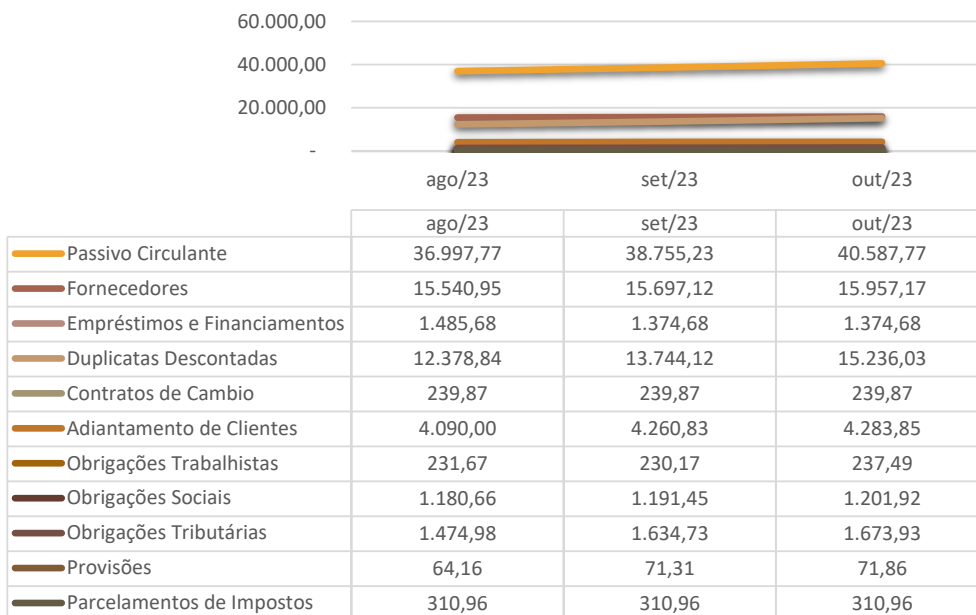 60.000,00
40.000,00
20.000,00
-
ago/23 set/23 out/23
ago/23 set/23 out/23
Passivo Circulante 36.997,77 38.755,23 40.587,77
Fornecedores 15.540,95 15.697,12 15.957,17
Empréstimos e Financiamentos 1.485,68 1.374,68 1.374,68
Duplicatas Descontadas 12.378,84 13.744,12 15.236,03
Contratos de Cambio 239,87 239,87 239,87
Adiantamento de Clientes 4.090,00 4.260,83 4.283,85
Obrigações Trabalhistas 231,67 230,17 237,49
Obrigações Sociais 1.180,66 1.191,45 1.201,92
Obrigações Tributárias 1.474,98 1.634,73 1.673,93
Provisões 64,16 71,31 71,86
Parcelamentos de Impostos 310,96 310,96 310,96